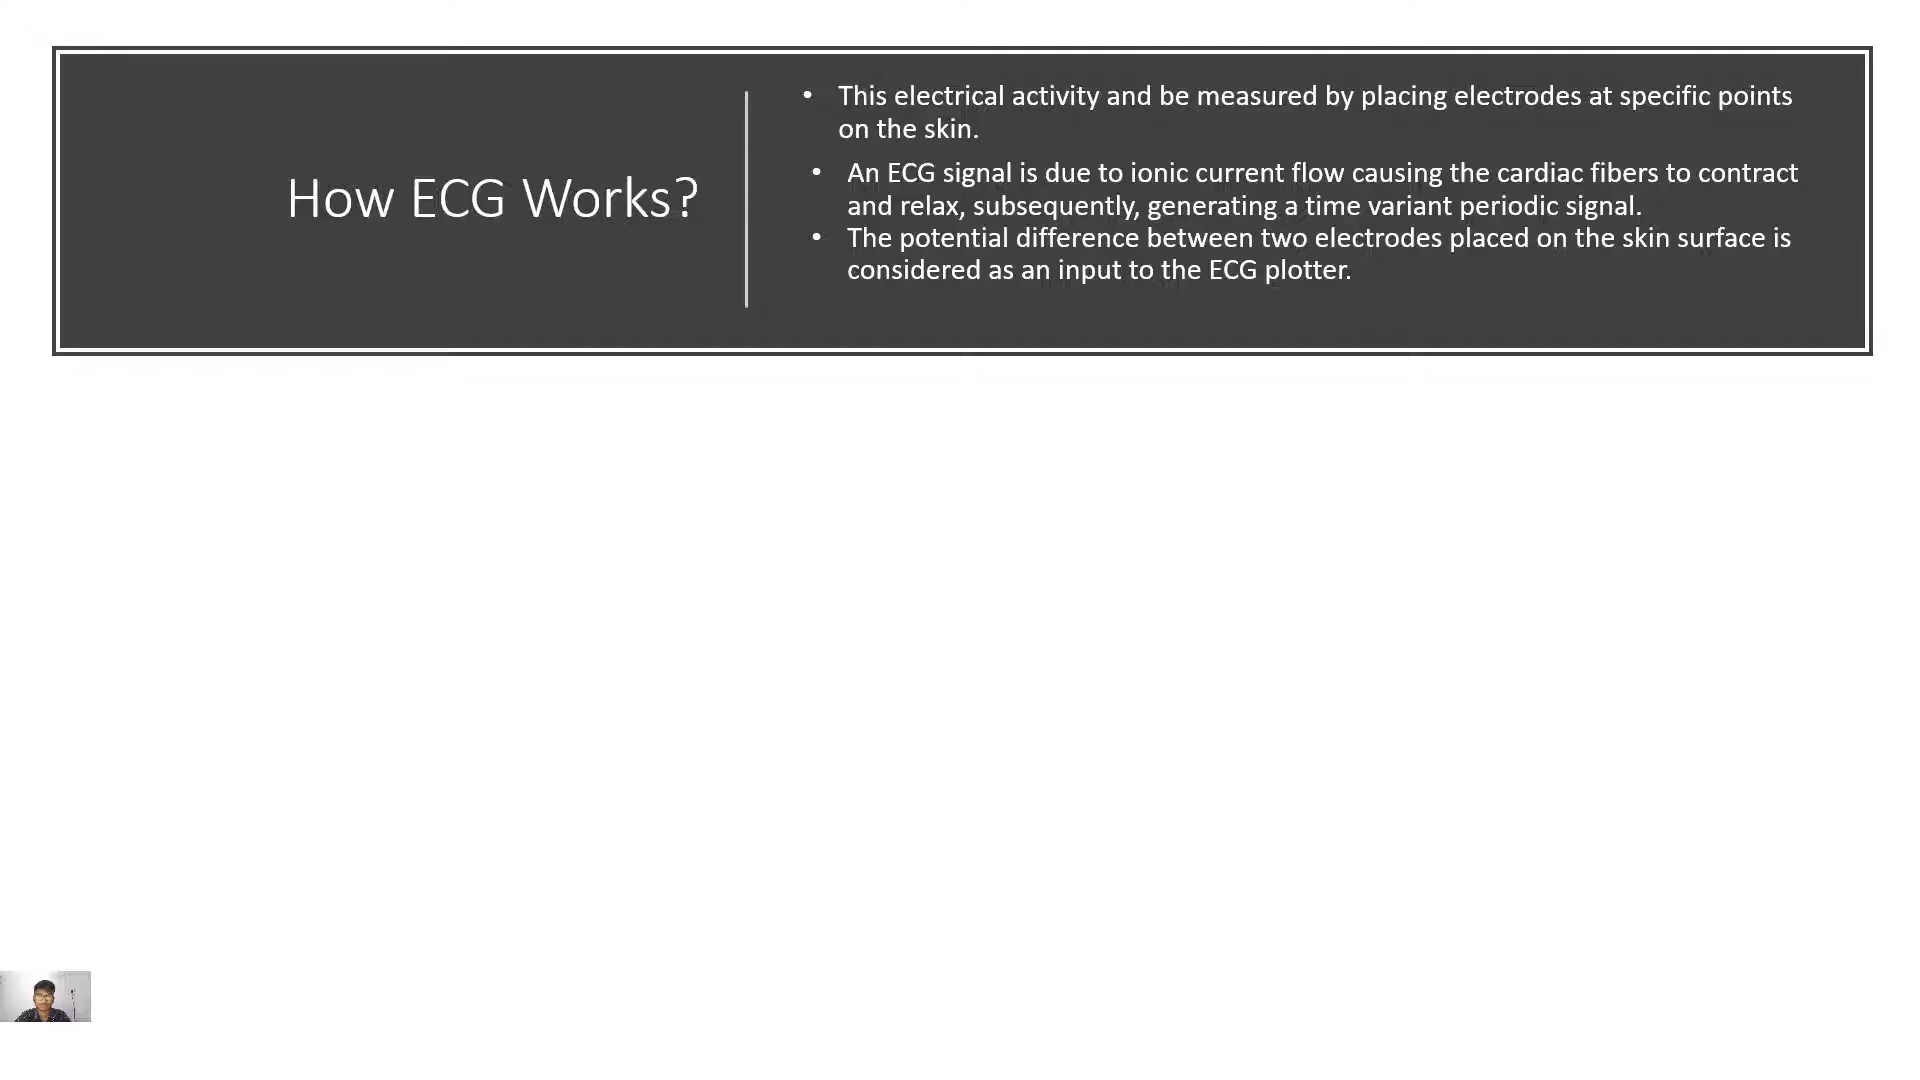 How ECG Works?
• This electrical activity and be measured by placing electrodes at specific points
on the skin.
• An ECG signal is due to ionic current flow causing the cardiac fibers to contract
and relax, subsequently, generating a time variant periodic signal.
• The potential difference between two electrodes placed on the skin surface is
considered as an input to the ECG plotter.